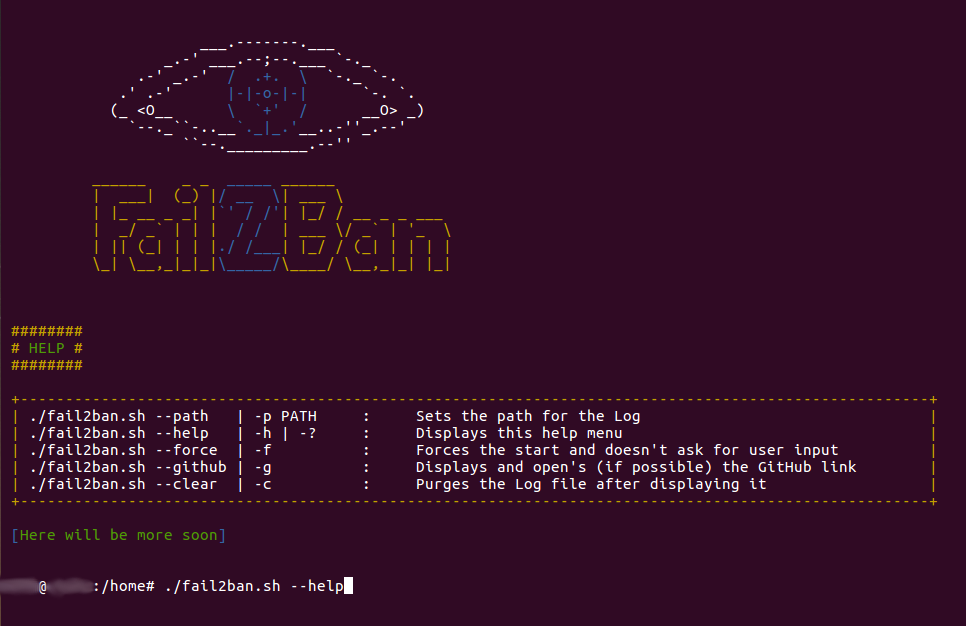 Fail2Ban
########
# HELP #
########
+-----------------------------------------------------------------------------------------------------+
| ./fail2ban.sh --path   | -p PATH     :     Sets the path for the Log |
| ./fail2ban.sh --help   | -h | -?     :     Displays this help menu |
| ./fail2ban.sh --force  | -f          :     Forces the start and doesn't ask for user input |
| ./fail2ban.sh --github | -g          :     Displays and open's (if possible) the GitHub link |
| ./fail2ban.sh --clear  | -c          :     Purges the Log file after displaying it |
+-----------------------------------------------------------------------------------------------------+
[Here will be more soon]
@:/home# ./fail2ban.sh --help